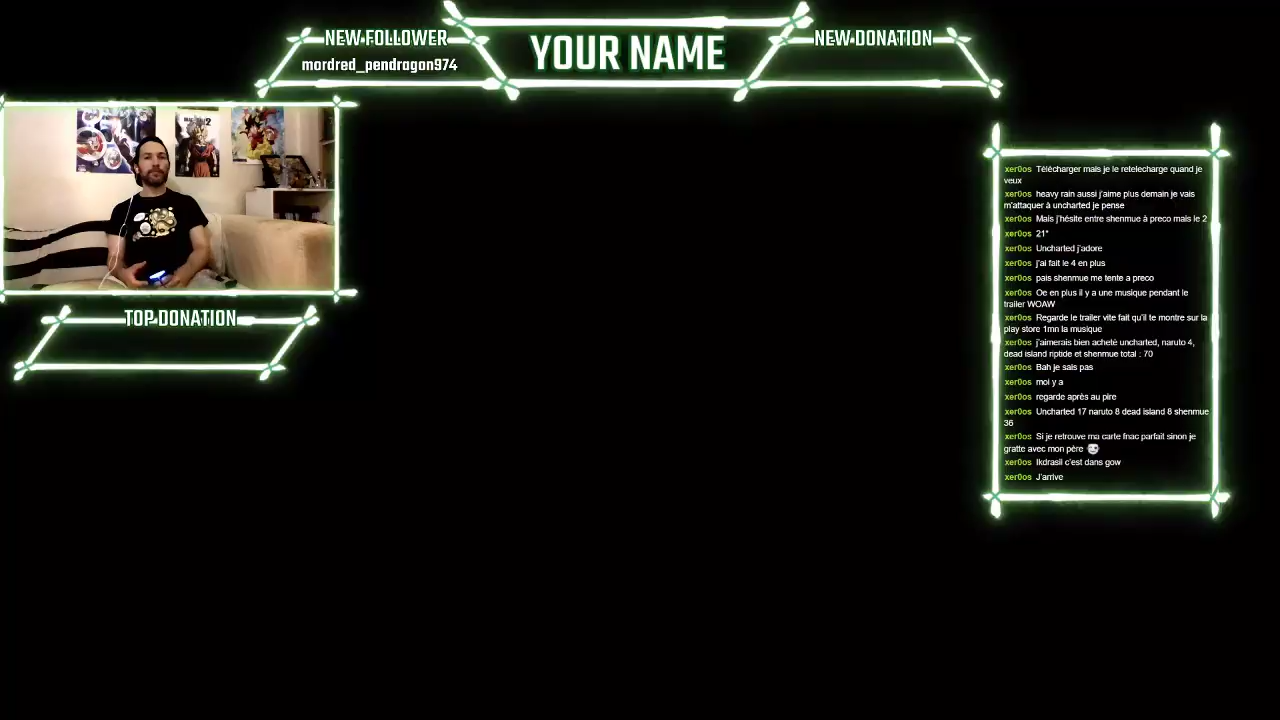 NEW FOLLOWER
mordred_pendragon974
YOUR NAME
NEW DONATION
TOP DONATION
xer0os Télécharger mais je le retelecharge quand je
veux
xer0os heavy rain aussi j'aime plus demain je vais
m'attaquer à uncharted je pense
xer0os Mais j'hésite entre shenmue à preco mais le 2
xer0os 21*
xer0os Uncharted j'adore
xer0os j'ai fait le 4 en plus
xer0os pais shenmue me tente a preco
xer0os Oe en plus il y a une musique pendant le
trailer WOAW
xer0os Regarde le trailer vite fait qu'il te montre sur la
play store 1mn la musique
xer0os j'aimerais bien acheté uncharted, naruto 4,
dead island riptide et shenmue total : 70
xer0os Bah je sais pas
xer0os moi y a
xer0os regarde après au pire
xer0os Uncharted 17 naruto 8 dead island 8 shenmue
36
xer0os Si je retrouve ma carte fnac parfait sinon je
gratte avec mon père
xer0os Ikdrasil c'est dans gow
xer0os J'arrive